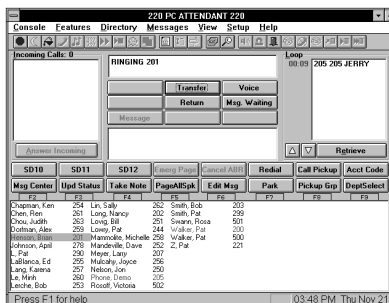 220 PC ATTENDANT 220
Console Features Directory Messages View Setup Help
Incoming Calls: 0
Loop
RINGING 201
00:09 205 205 JERRY
Transfer Voice
Return Msg. Waiting
Message
Answer Incoming
Retrieve
SD10 SD11 SD12 Emerg Page Cancel ABR Redial Call Pickup Acct Code
Msg Center Upd Status Take Note PageAllSpk Edit Msg Park Pickup Grp DeptSelect
F2 F3 F4 F5 F6 F7 F8 F9
Chapman, Ken 254 Lin, Sally 262 Smith, Bob 203
Chen, Ren 261 Long, Nancy 202 Smith, Pat 299
Chou, Judith 263 Lovig, Bill 251 Swann, Rosa 501
Dorfman, Alex 259 Lowry, Pat 244 Walker, Pat 200
Henson, Brian 201 Mammolite, Michelle 258 Walker, Pat 500
Johnson, April 278 Mandeville, Dave 252 Z, Pat 221
L, Pat 290 Meyer, Larry 207
LaBianca, Ed 255 Mulcahy, Joyce 256
Lang, Karena 257 Nelson, Jon 250
Le, Minh 260 Phone, Demo 205
Lerche, Bob 253 Rosoff, Victoria 502
Press F1 for help
03:48 PM Thu Nov 21